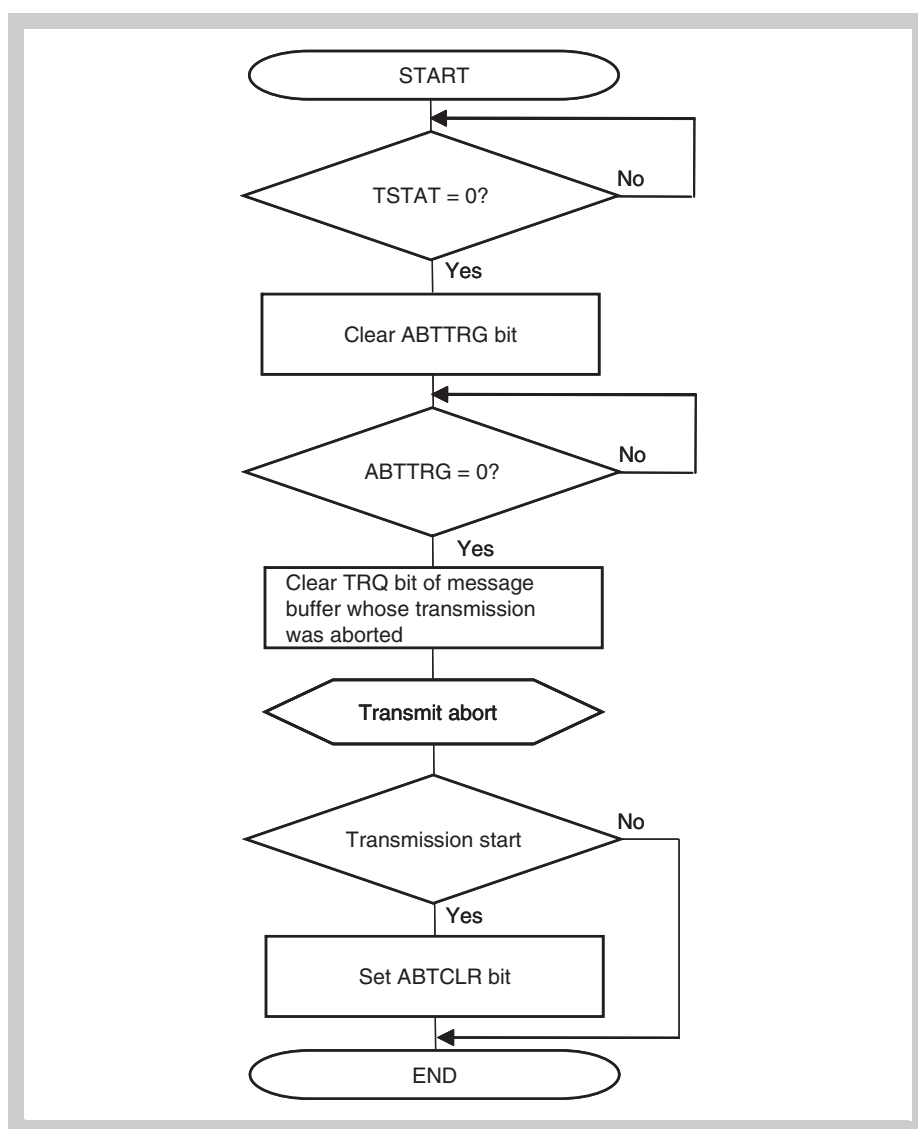 START
TSTAT = 0?
No
Yes
Clear ABTTRG bit
ABTTRG = 0?
No
Yes
Clear TRQ bit of message
buffer whose transmission
was aborted
Transmit abort
Transmission start
No
Yes
Set ABTCLR bit
END